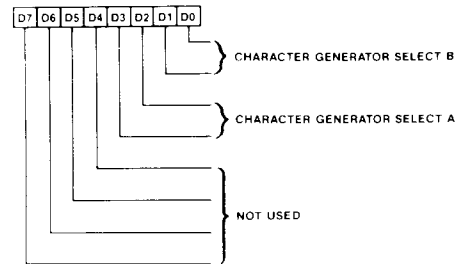 D7 D6 D5 D4 D3 D2 D1 D0
CHARACTER GENERATOR SELECT B
CHARACTER GENERATOR SELECT A
NOT USED